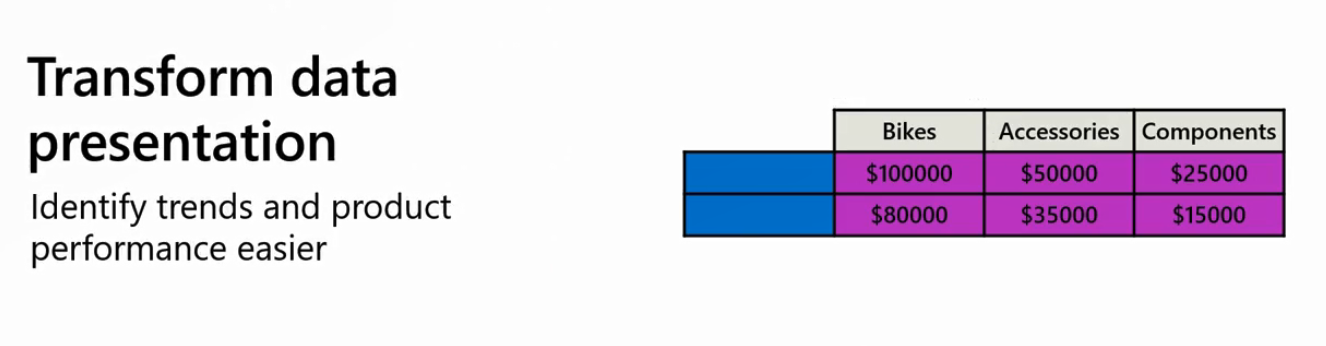 Transform data
presentation
Identify trends and product
performance easier
Bikes Accessories Components
$100000 $50000 $25000
$80000 $35000 $15000